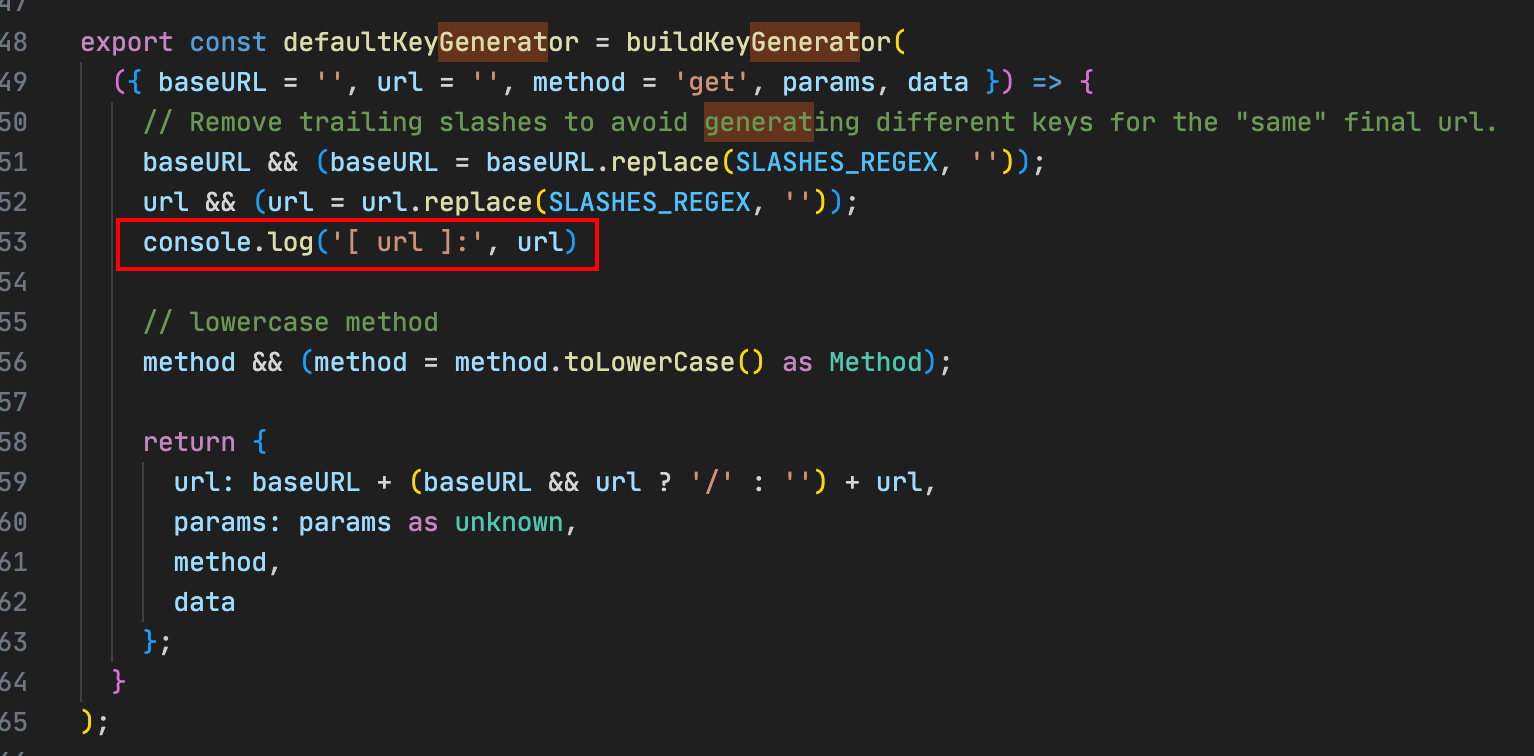 47
48 export const defaultKeyGenerator = buildKeyGenerator(
49 ({ baseURL = '', url = '', method = 'get', params, data }) => {
50 // Remove trailing slashes to avoid generating different keys for the "same" final url.
51 baseURL && (baseURL = baseURL.replace(SLASHES_REGEX, ''));
52 url && (url = url.replace(SLASHES_REGEX, ''));
53 console.log('[ url ]:', url)
54
55 // lowercase method
56 method && (method = method.toLowerCase() as Method);
57
58 return {
59 url: baseURL + (baseURL && url ? '/' : '') + url,
60 params: params as unknown,
61 method,
62 data
63 };
64 }
65 );